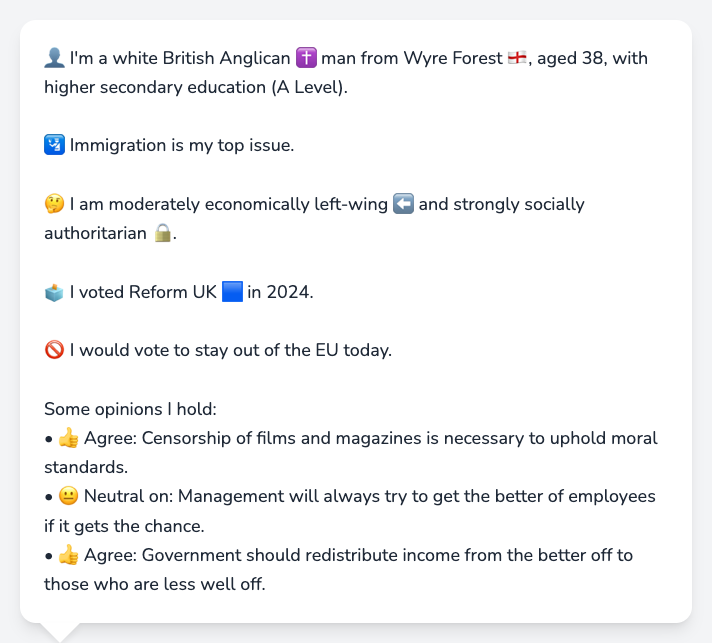 👤 I'm a white British Anglican ✝️ man from Wyre Forest 🏴󠁧󠁢󠁥󠁮󠁧󠁿, aged 38, with
higher secondary education (A Level).
🛂 Immigration is my top issue.
🤔 I am moderately economically left-wing ⬅️ and strongly socially
authoritarian 🔒.
🗳️ I voted Reform UK 🟦 in 2024.
🚫 I would vote to stay out of the EU today.
Some opinions I hold:
• 👍 Agree: Censorship of films and magazines is necessary to uphold moral
standards.
• 😐 Neutral on: Management will always try to get the better of employees
if it gets the chance.
• 👍 Agree: Government should redistribute income from the better off to
those who are less well off.